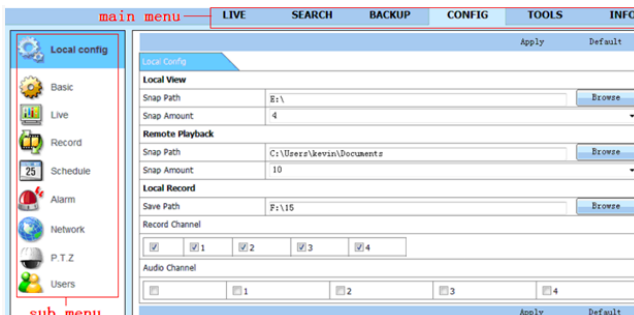 main menu LIVE SEARCH BACKUP CONFIG TOOLS INFO
Apply Default
Local config
Local Config
Local View
Basic
Snap Path E:\ Browse
Live
Snap Amount 4
Remote Playback
Record
Snap Path C:\Users\kevin\Documents Browse
25 Schedule
Snap Amount 10
Local Record
Alarm
Save Path F:\15 Browse
Network
Record Channel
1 2 3 4
P.T.Z
Audio Channel
Users
1 2 3 4
sub menu
Apply Default